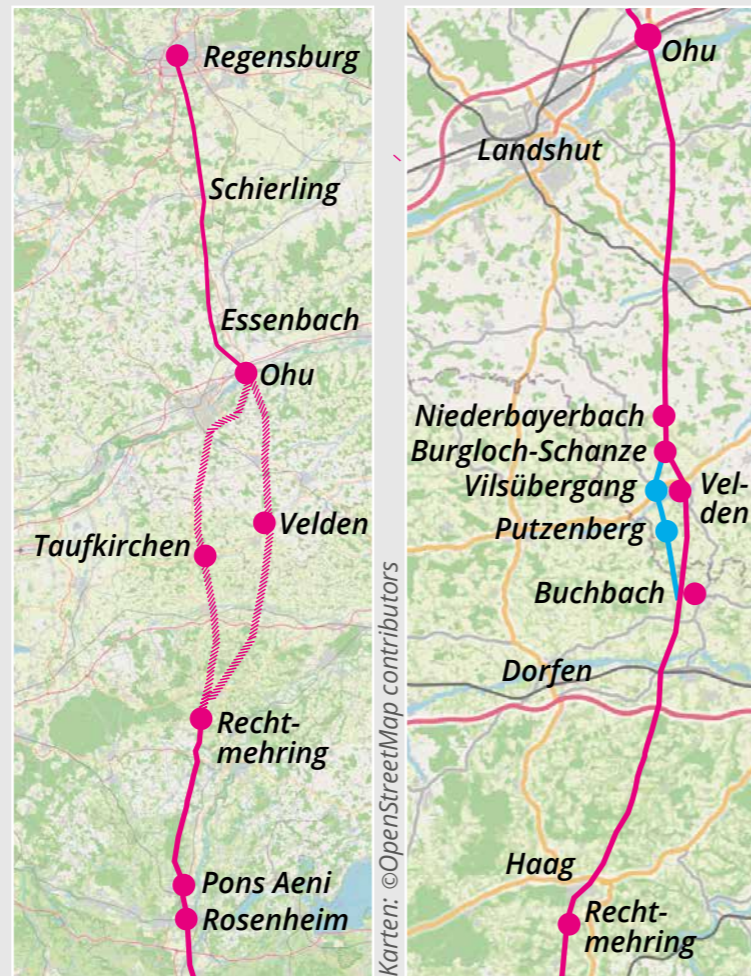 Regensburg
Schierling
Essenbach
Ohu
Taufkirchen
Velden
Recht-
mehring
Pons Aeni
Rosenheim
Karten: ©OpenStreetMap contributors
Ohu
Landshut
Niederbayerbach
Burgloch-Schanze
Vilsübergang
Vel-
den
Putzenberg
Buchbach
Dorfen
Haag
Recht-
mehring